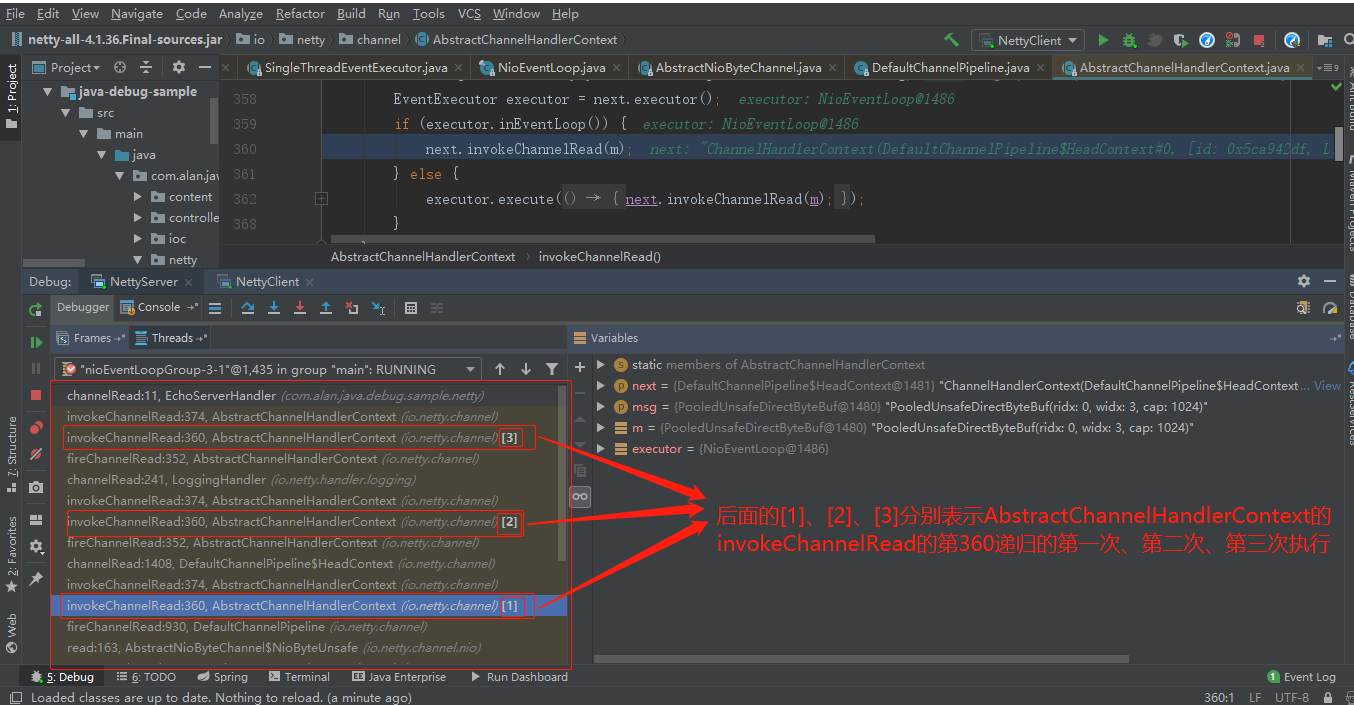 File Edit View Navigate Code Analyze Refactor Build Run Tools VCS Window Help
netty-all-4.1.36.Final-sources.jar io netty channel AbstractChannelHandlerContext NettyClient
1: Project
Project SingleThreadEventExecutor.java NioEventLoop.java AbstractNioByteChannel.java DefaultChannelPipeline.java AbstractChannelHandlerContext.java 9
java-debug-sample
src
main
java
com.alan.jav
content
controlle
ioc
netty
358 EventExecutor executor = next.executor(); executor: NioEventLoop@1486
359 if (executor.inEventLoop()) { executor: NioEventLoop@1486
360 next.invokeChannelRead(m); next: "ChannelHandlerContext(DefaultChannelPipeline$HeadContext#0, [id: 0x5ca942df, L
361 } else {
362 executor.execute(() → { next.invokeChannelRead(m); });
368 }
AbstractChannelHandlerContext › invokeChannelRead()
Debug: NettyServer NettyClient
Debugger Console
Frames Threads
Variables
"nioEventLoopGroup-3-1"@1,435 in group "main": RUNNING
channelRead:11, EchoServerHandler (com.alan.java.debug.sample.netty)
invokeChannelRead:374, AbstractChannelHandlerContext (io.netty.channel)
invokeChannelRead:360, AbstractChannelHandlerContext (io.netty.channel) [3]
fireChannelRead:352, AbstractChannelHandlerContext (io.netty.channel)
channelRead:241, LoggingHandler (io.netty.handler.logging)
invokeChannelRead:374, AbstractChannelHandlerContext (io.netty.channel)
invokeChannelRead:360, AbstractChannelHandlerContext (io.netty.channel) [2]
fireChannelRead:352, AbstractChannelHandlerContext (io.netty.channel)
channelRead:1408, DefaultChannelPipeline$HeadContext (io.netty.channel)
invokeChannelRead:374, AbstractChannelHandlerContext (io.netty.channel)
invokeChannelRead:360, AbstractChannelHandlerContext (io.netty.channel) [1]
fireChannelRead:930, DefaultChannelPipeline (io.netty.channel)
read:163, AbstractNioByteChannel$NioByteUnsafe (io.netty.channel.nio)
static members of AbstractChannelHandlerContext
next = {DefaultChannelPipeline$HeadContext@1481} "ChannelHandlerContext(DefaultChannelPipeline$HeadContext... View
msg = {PooledUnsafeDirectByteBuf@1480} "PooledUnsafeDirectByteBuf(ridx: 0, widx: 3, cap: 1024)"
m = {PooledUnsafeDirectByteBuf@1480} "PooledUnsafeDirectByteBuf(ridx: 0, widx: 3, cap: 1024)"
executor = {NioEventLoop@1486}
后面的[1]、[2]、[3]分别表示AbstractChannelHandlerContext的
invokeChannelRead的第360递归的第一次、第二次、第三次执行
7: Structure
2: Favorites
Web
5: Debug 6: TODO Spring Terminal Java Enterprise Run Dashboard 1 Event Log
Loaded classes are up to date. Nothing to reload. (a minute ago) 360:1 LF UTF-8